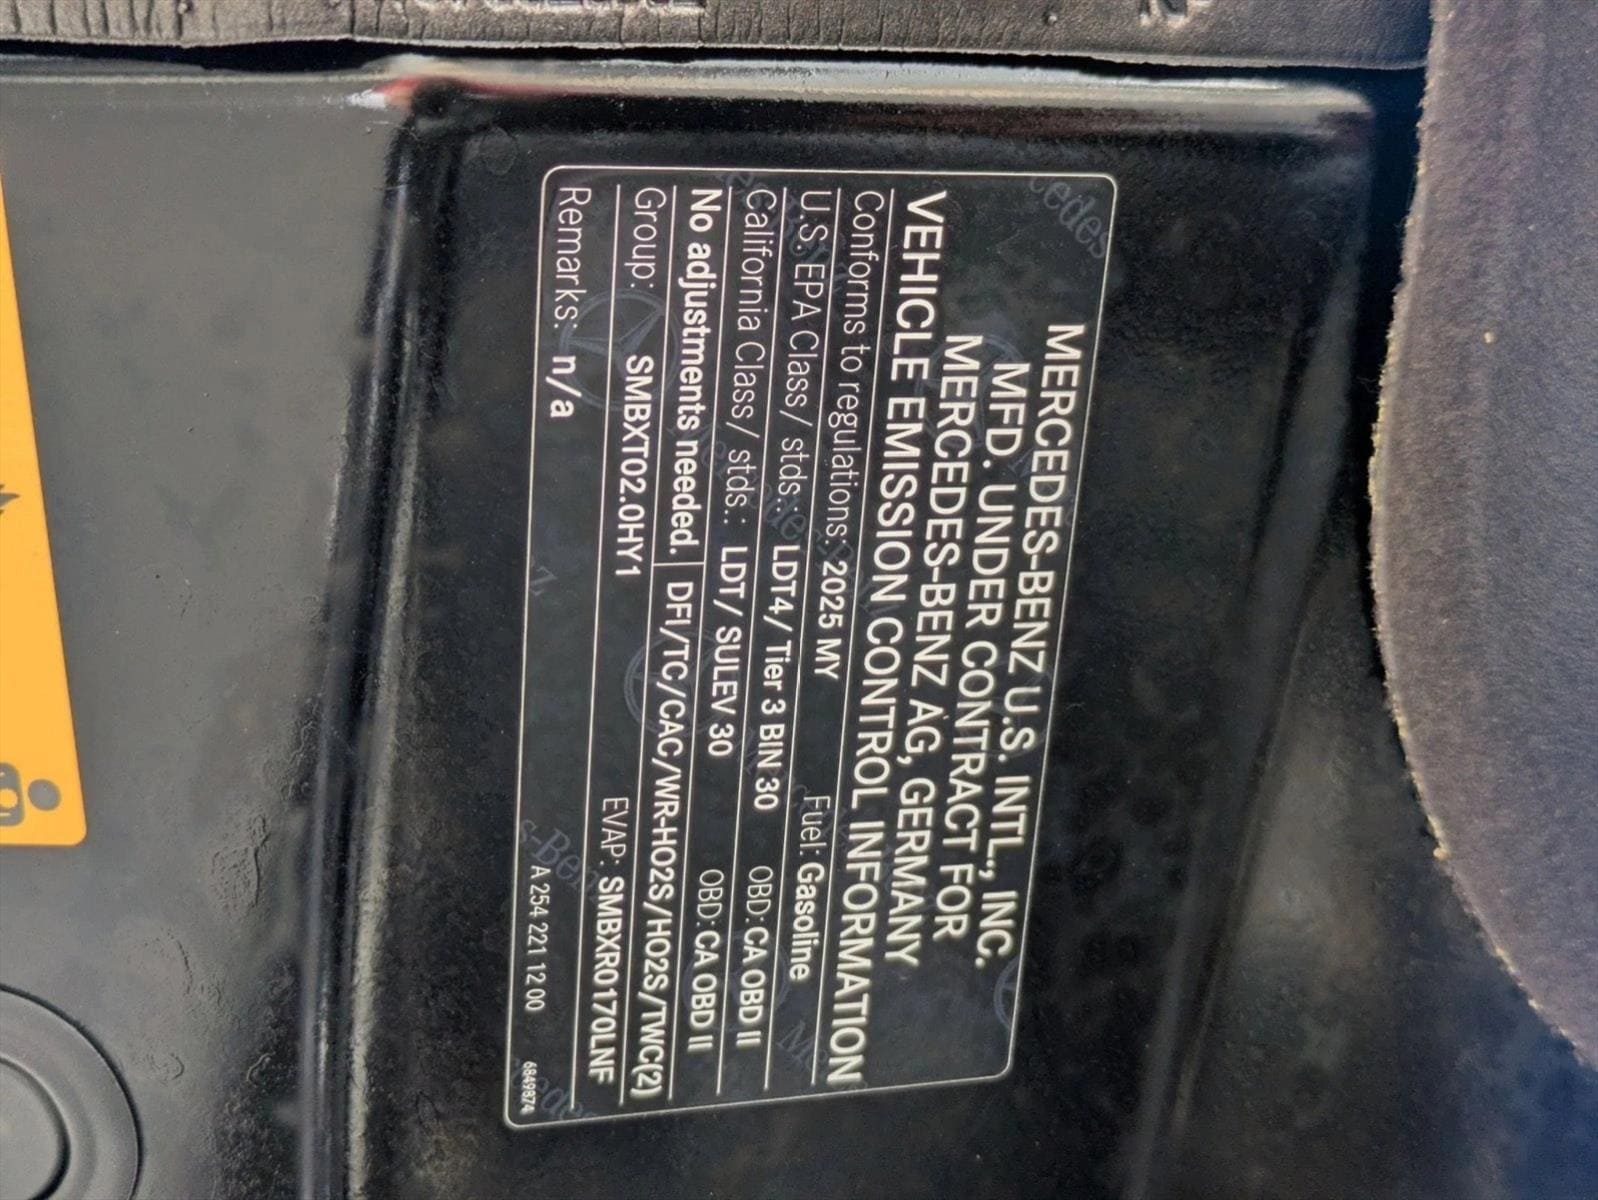 MERCEDES-BENZ U.S. INTL., INC.
MFD. UNDER CONTRACT FOR
MERCEDES-BENZ AG, GERMANY
VEHICLE EMISSION CONTROL INFORMATION
Conforms to regulations: 2025 MY Fuel: Gasoline
U.S. EPA Class/ stds.: LDT4/ Tier 3 BIN 30 OBD: CA OBD II
California Class/ stds.: LDT/ SULEV 30 OBD: CA OBD II
No adjustments needed. DFI/TC/CAC/WR-HO2S/HO2S/TWC(2)
Group: SMBXT02.0HY1 EVAP: SMBXR0170LNF
Remarks: n/a
A 254 221 12 00 6849874